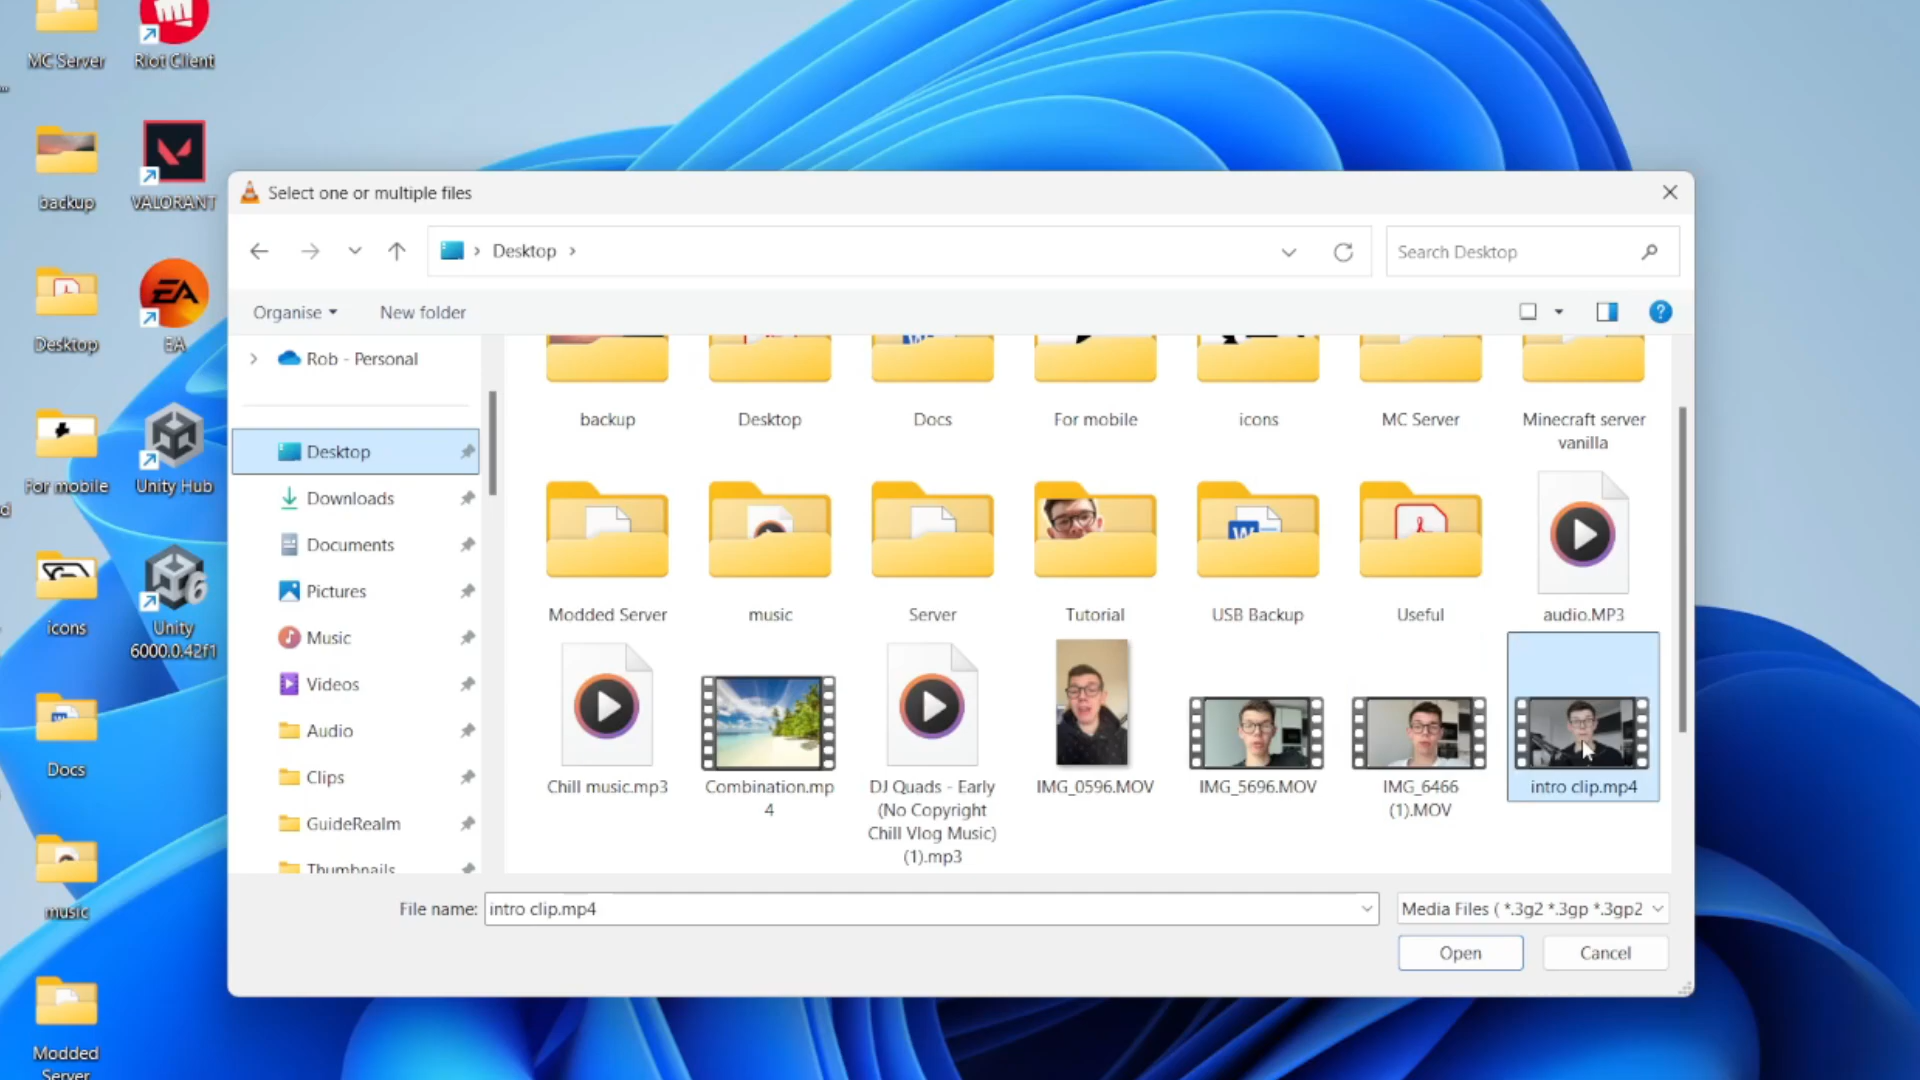 MC Server
Riot Client
backup
VALORANT
Desktop
EA
For mobile
Unity Hub
icons
Unity
6000.0.42f1
Docs
music
Modded
Server
Select one or multiple files
Desktop
Search Desktop
Organise
New folder
Rob - Personal
Desktop
Downloads
Documents
Pictures
Music
Videos
Audio
Clips
GuideRealm
Thumbnails
backup
Desktop
Docs
For mobile
icons
MC Server
Minecraft server
vanilla
Modded Server
music
Server
Tutorial
USB Backup
Useful
audio.MP3
Chill music.mp3
Combination.mp
4
DJ Quads - Early
(No Copyright
Chill Vlog Music)
(1).mp3
IMG_0596.MOV
IMG_5696.MOV
IMG_6466
(1).MOV
intro clip.mp4
File name:
intro clip.mp4
Media Files ( *.3g2 *.3gp *.3gp2
Open
Cancel